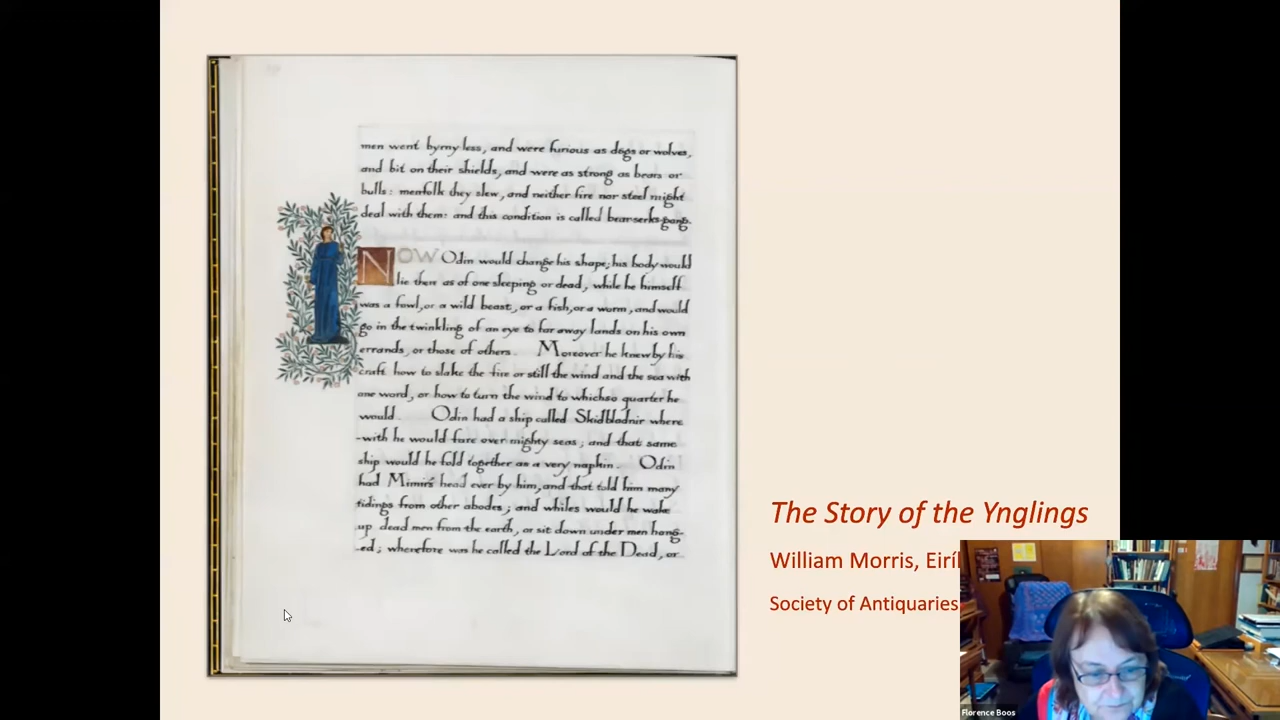 men went byrny-less, and were furious as dogs or wolves,
and bit on their shields, and were as strong as bears or
bulls: menfolk they slew, and neither fire nor steel might
deal with them: and this condition is called bearserks-gang.
NOW Odin would change his shape; his body would
lie there as of one sleeping or dead, while he himself
was a fowl, or a wild beast, or a fish, or a worm, and would
go in the twinkling of an eye to far away lands on his own
errands, or those of others. Moreover he knew by his
craft how to slake the fire or still the wind and the sea with
one word, or how to turn the wind to whichso quarter he
would. Odin had a ship called Skidbladnir where
-with he would fare over mighty seas; and that same
ship would he fold together as a very napkin. Odin
had Mimir's head ever by him, and that told him many
tidings from other abodes; and whiles would he wake
up dead men from the earth, or sit down under men hang-
ed; wherefore was he called the Lord of the Dead, or
The Story of the Ynglings
William Morris, Eirí
Society of Antiquaries
Florence Boos